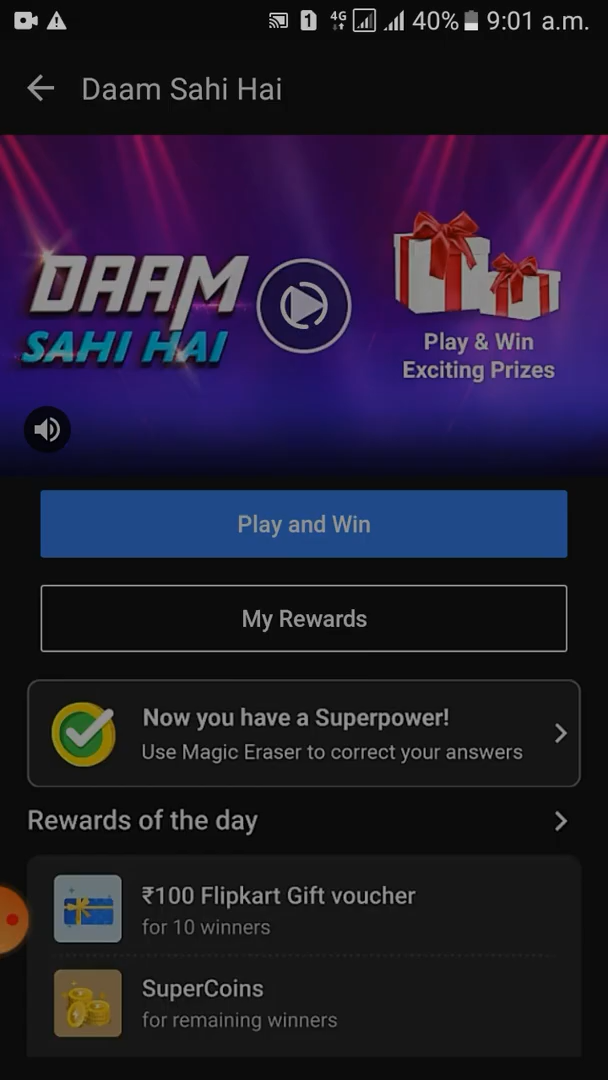 1 4G 40% 9:01 a.m.
Daam Sahi Hai
DAAM
SAHI HAI
Play & Win
Exciting Prizes
Play and Win
My Rewards
Now you have a Superpower!
Use Magic Eraser to correct your answers
Rewards of the day
₹100 Flipkart Gift voucher
for 10 winners
SuperCoins
for remaining winners